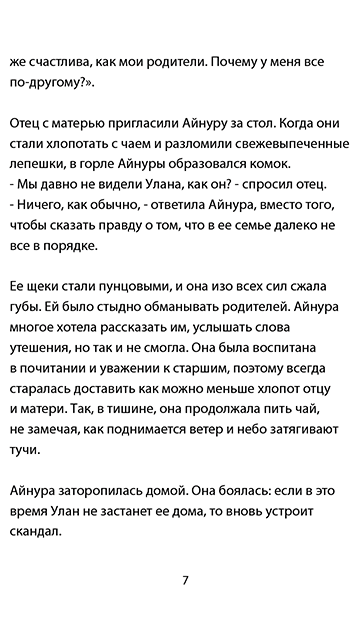 же счастлива, как мои родители. Почему у меня все
по-другому?».
Отец с матерью пригласили Айнуру за стол. Когда они
стали хлопотать с чаем и разломили свежевыпеченные
лепешки, в горле Айнуры образовался комок.
- Мы давно не видели Улана, как он? - спросил отец.
- Ничего, как обычно, - ответила Айнура, вместо того,
чтобы сказать правду о том, что в ее семье далеко не
все в порядке.
Ее щеки стали пунцовыми, и она изо всех сил сжала
губы. Ей было стыдно обманывать родителей. Айнура
многое хотела рассказать им, услышать слова
утешения, но так и не смогла. Она была воспитана
в почитании и уважении к старшим, поэтому всегда
старалась доставить как можно меньше хлопот отцу
и матери. Так, в тишине, она продолжала пить чай,
не замечая, как поднимается ветер и небо затягивают
тучи.
Айнура заторопилась домой. Она боялась: если в это
время Улан не застанет ее дома, то вновь устроит
скандал.
7